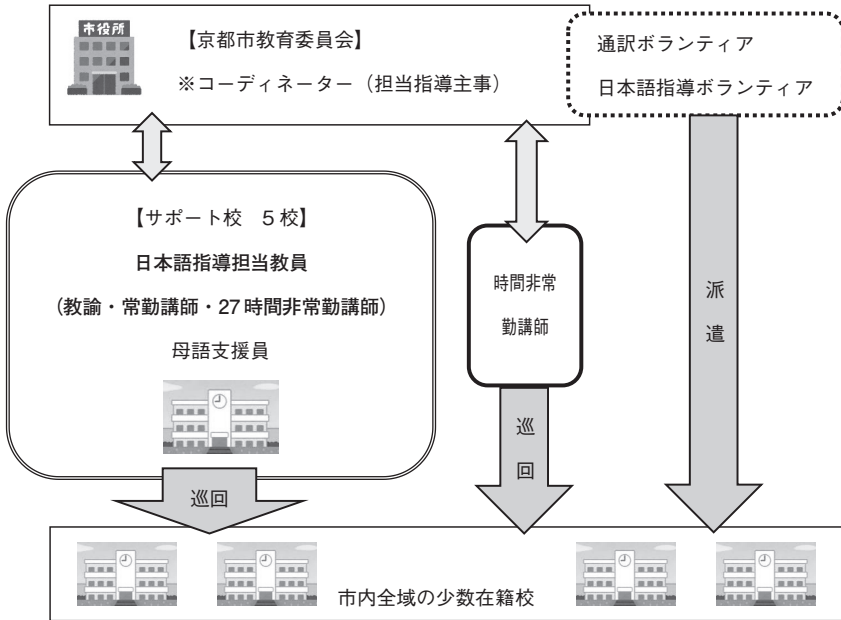 市役所
【京都市教育委員会】
※コーディネーター（担当指導主事）
通訳ボランティア
日本語指導ボランティア
【サポート校　5校】
日本語指導担当教員
（教諭・常勤講師・27時間非常勤講師）
母語支援員
時間非常
勤講師
派
遣
巡
回
巡回
市内全域の少数在籍校